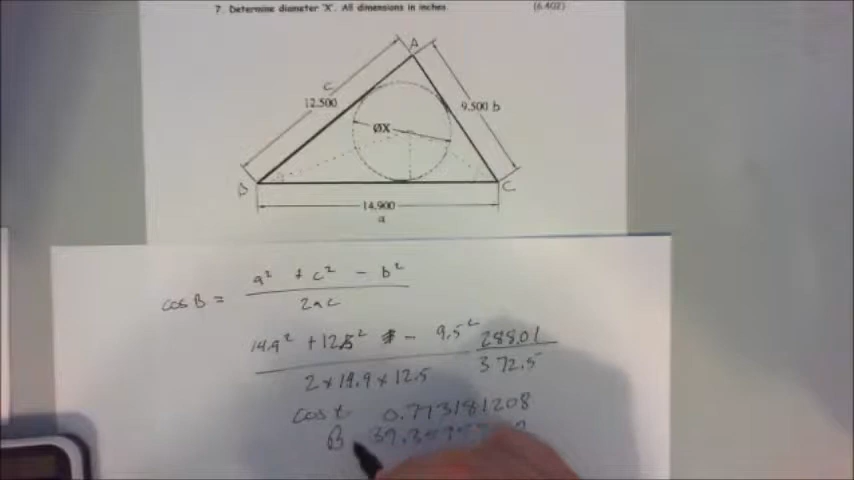 7. Determine diameter 'X'. All dimensions in inches. (6.402)
A
c
12.500
9.500 b
ØX
B
C
14.900
a
cos B = a² + c² - b²
2ac
14.9² + 12.5² - 9.5² 288.01
2 x 14.9 x 12.5 372.5
0.773181208
B